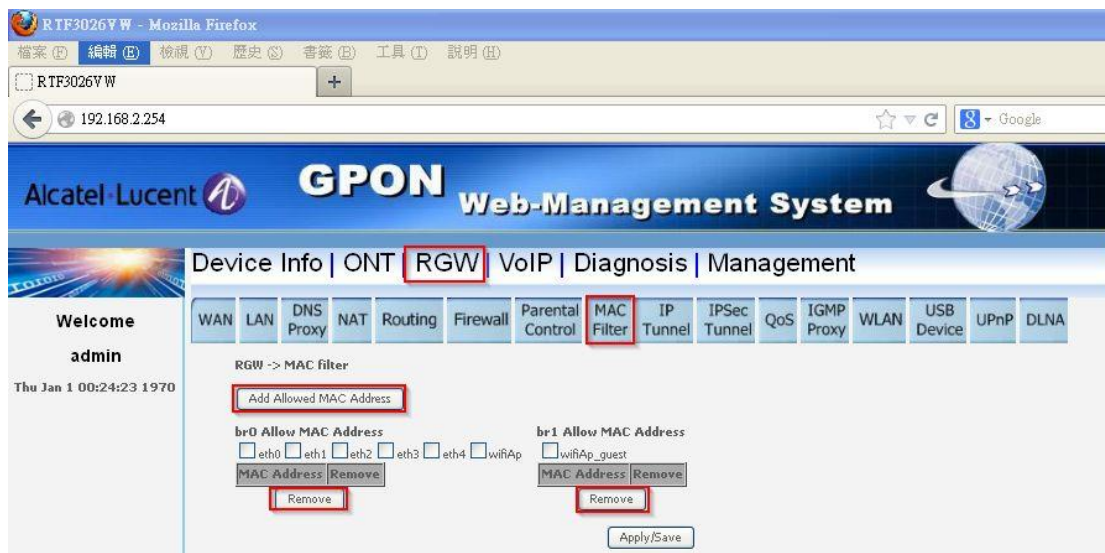 RTF3026VW - Mozilla Firefox
檔案(F) 編輯(E) 檢視(V) 歷史(S) 書籤(B) 工具(T) 說明(H)
RTF3026VW +
192.168.2.254 Google
Alcatel·Lucent GPON Web-Management System
Device Info | ONT | RGW | VoIP | Diagnosis | Management
WAN LAN DNS Proxy NAT Routing Firewall Parental Control MAC Filter IP Tunnel IPSec Tunnel QoS IGMP Proxy WLAN USB Device UPnP DLNA
Welcome
admin
Thu Jan 1 00:24:23 1970
RGW -> MAC filter
Add Allowed MAC Address
br0 Allow MAC Address br1 Allow MAC Address
eth0 eth1 eth2 eth3 eth4 wifiAp wifiAp_guest
MAC Address Remove MAC Address Remove
Remove Remove
Apply/Save